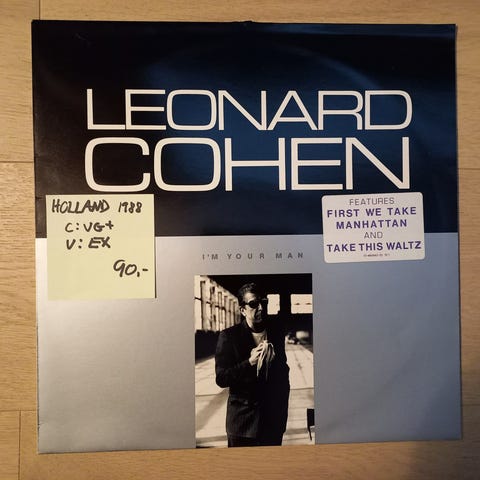 LEONARD
COHEN
HOLLAND 1988
C: VG+
V: EX
90.-
FEATURES
FIRST WE TAKE
MANHATTAN
AND
TAKE THIS WALTZ
I'M YOUR MAN